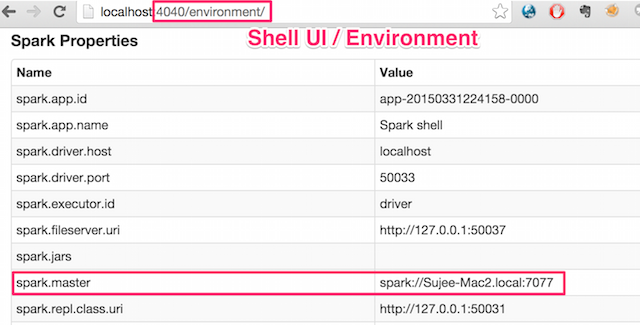 localhost:4040/environment/
Shell UI / Environment
Spark Properties
Name Value
spark.app.id app-20150331224158-0000
spark.app.name Spark shell
spark.driver.host localhost
spark.driver.port 50033
spark.executor.id driver
spark.fileserver.uri http://127.0.0.1:50037
spark.jars
spark.master spark://Sujee-Mac2.local:7077
spark.repl.class.uri http://127.0.0.1:50031